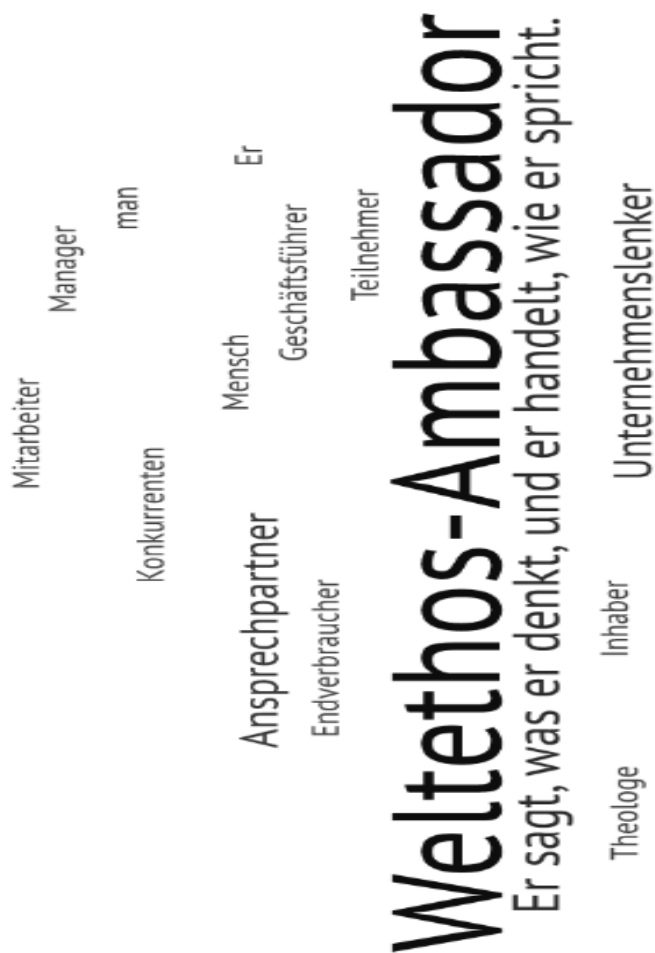 Mitarbeiter
Manager
man
Konkurrenten
Mensch
Er
Ansprechpartner
Geschäftsführer
Endverbraucher
Teilnehmer
Weltethos-Ambassador
Er sagt, was er denkt, und er handelt, wie er spricht.
Theologe
Inhaber
Unternehmenslenker